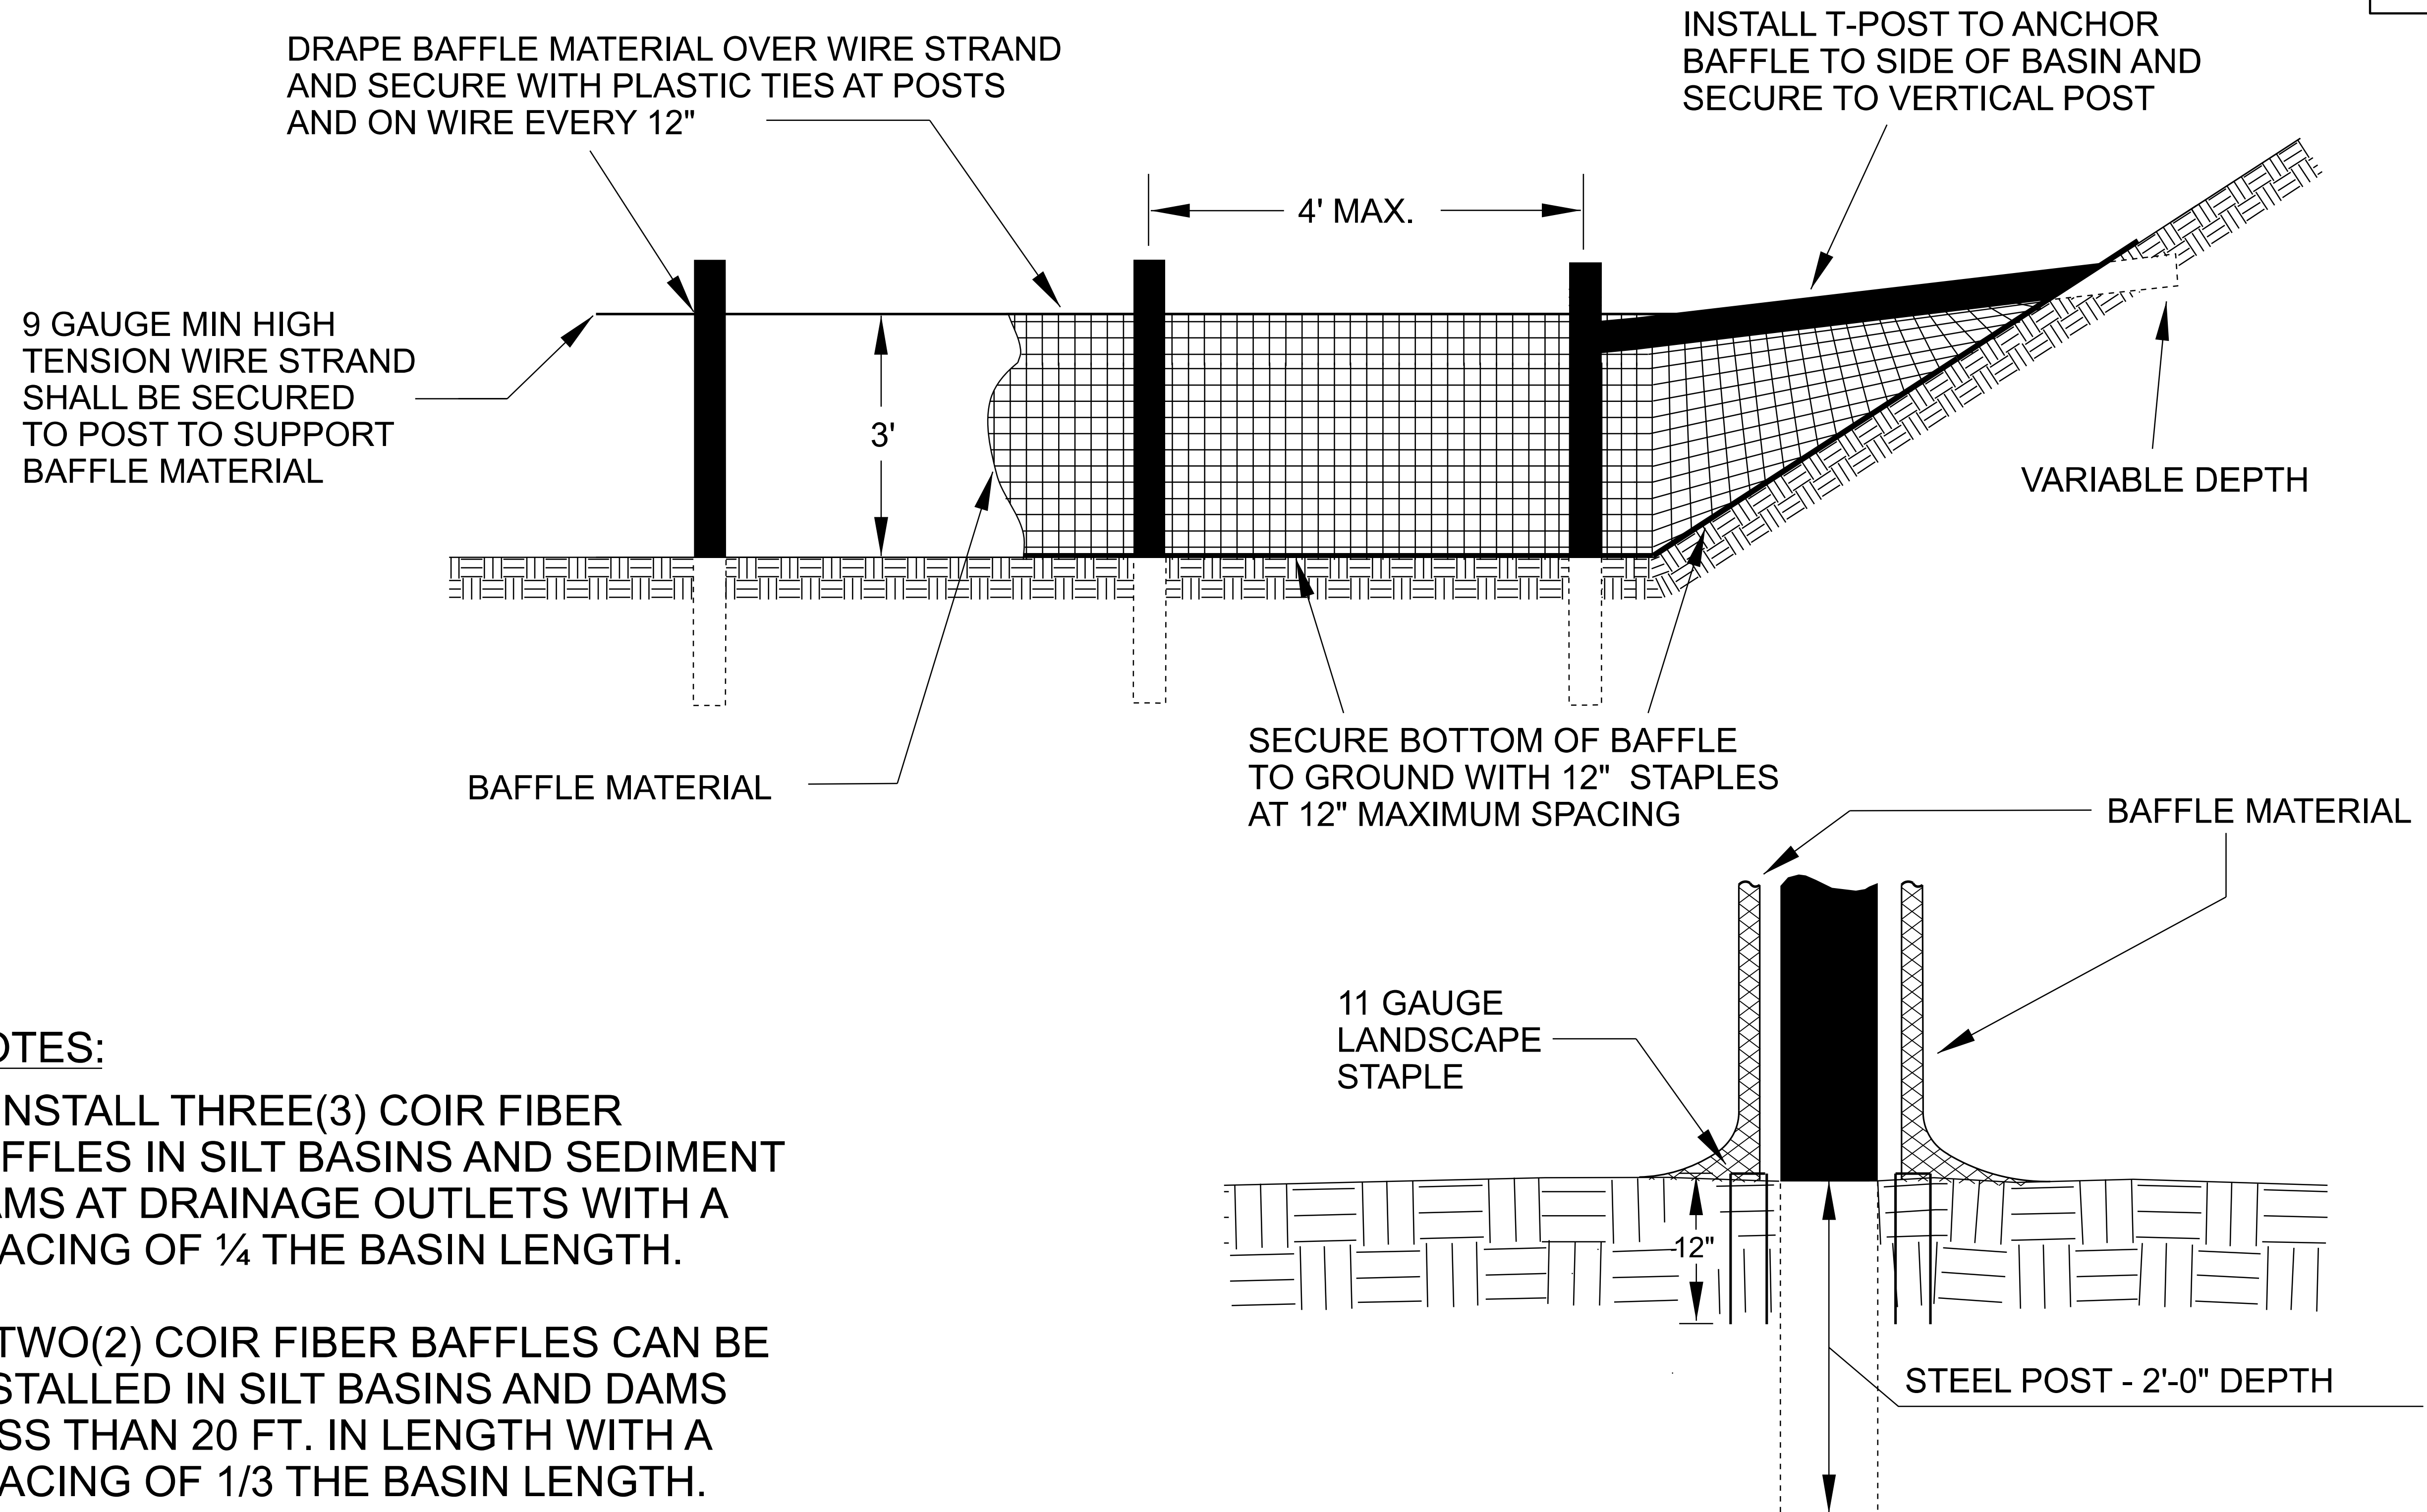 DRAPE BAFFLE MATERIAL OVER WIRE STRAND
AND SECURE WITH PLASTIC TIES AT POSTS
AND ON WIRE EVERY 12"
INSTALL T-POST TO ANCHOR
BAFFLE TO SIDE OF BASIN AND
SECURE TO VERTICAL POST
4' MAX.
9 GAUGE MIN HIGH
TENSION WIRE STRAND
SHALL BE SECURED
TO POST TO SUPPORT
BAFFLE MATERIAL
3'
VARIABLE DEPTH
BAFFLE MATERIAL
SECURE BOTTOM OF BAFFLE
TO GROUND WITH 12" STAPLES
AT 12" MAXIMUM SPACING
BAFFLE MATERIAL
11 GAUGE
LANDSCAPE
STAPLE
12"
STEEL POST - 2'-0" DEPTH
OTES:
INSTALL THREE(3) COIR FIBER
FFLES IN SILT BASINS AND SEDIMENT
AMS AT DRAINAGE OUTLETS WITH A
ACING OF ¼ THE BASIN LENGTH.
TWO(2) COIR FIBER BAFFLES CAN BE
STALLED IN SILT BASINS AND DAMS
SS THAN 20 FT. IN LENGTH WITH A
ACING OF 1/3 THE BASIN LENGTH.